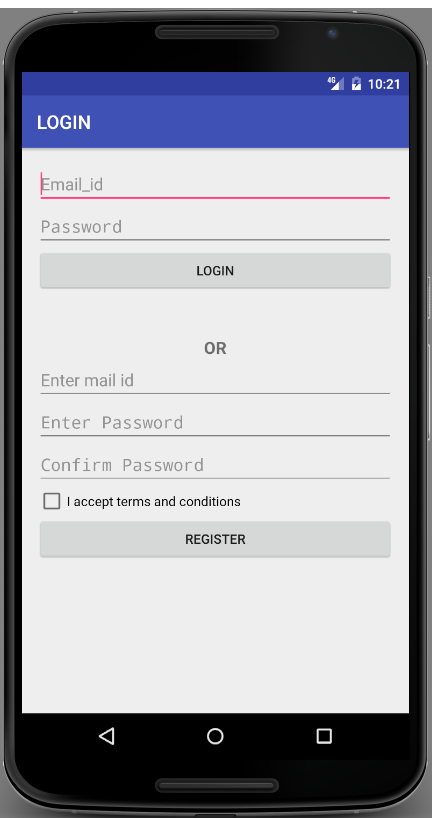 4G 10:21
LOGIN
Email_id
Password
LOGIN
OR
Enter mail id
Enter Password
Confirm Password
I accept terms and conditions
REGISTER